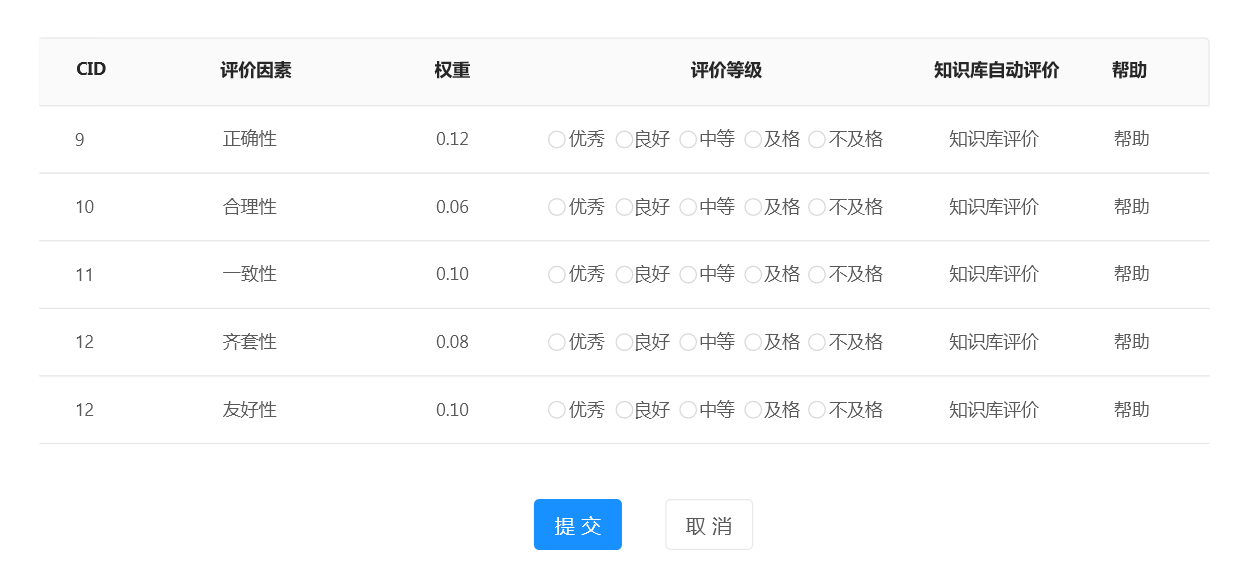 CID 评价因素 权重 评价等级 知识库自动评价 帮助
9 正确性 0.12 优秀 良好 中等 及格 不及格 知识库评价 帮助
10 合理性 0.06 优秀 良好 中等 及格 不及格 知识库评价 帮助
11 一致性 0.10 优秀 良好 中等 及格 不及格 知识库评价 帮助
12 齐套性 0.08 优秀 良好 中等 及格 不及格 知识库评价 帮助
12 友好性 0.10 优秀 良好 中等 及格 不及格 知识库评价 帮助
提交 取消